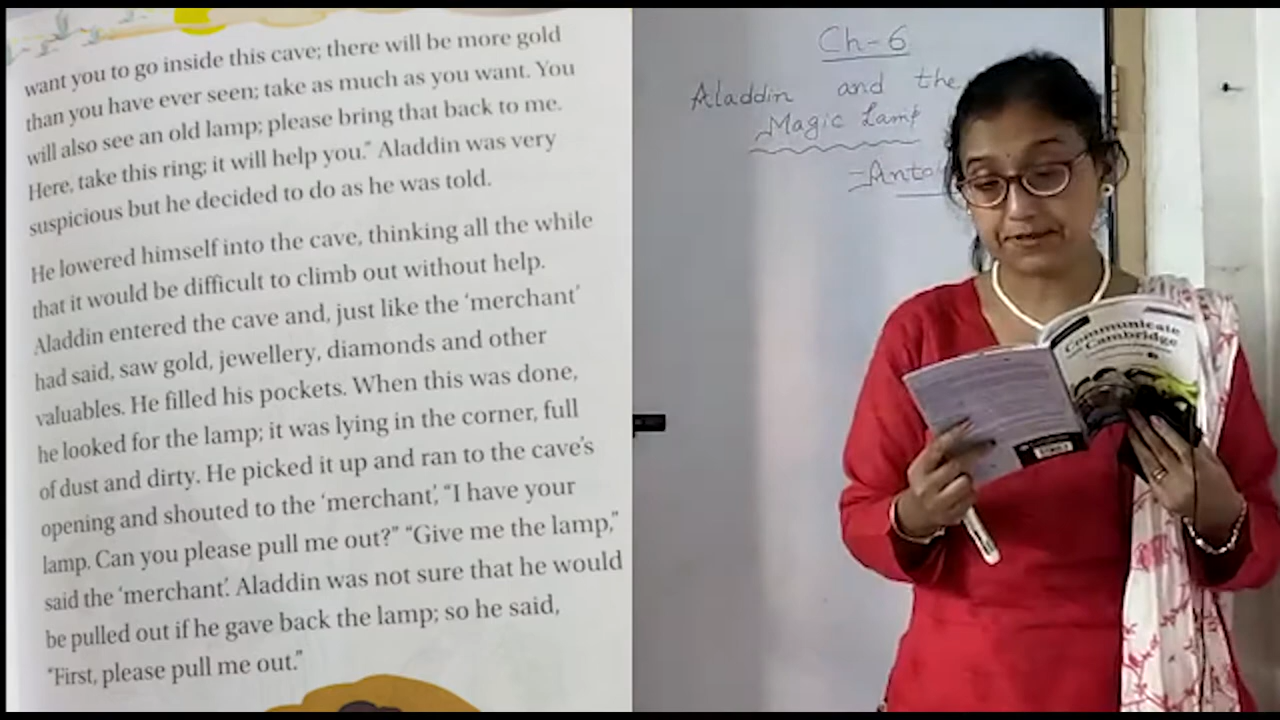 want you to go inside this cave; there will be more gold
than you have ever seen; take as much as you want. You
will also see an old lamp; please bring that back to me.
Here, take this ring; it will help you.” Aladdin was very
suspicious but he decided to do as he was told.
He lowered himself into the cave, thinking all the while
that it would be difficult to climb out without help.
Aladdin entered the cave and, just like the ‘merchant’
had said, saw gold, jewellery, diamonds and other
valuables. He filled his pockets. When this was done,
he looked for the lamp; it was lying in the corner, full
of dust and dirty. He picked it up and ran to the cave’s
opening and shouted to the ‘merchant’, “I have your
lamp. Can you please pull me out?” “Give me the lamp,”
said the ‘merchant’. Aladdin was not sure that he would
be pulled out if he gave back the lamp; so he said,
“First, please pull me out.”
Ch-6
Aladdin and the
Magic Lamp
Communicate
Cambridge